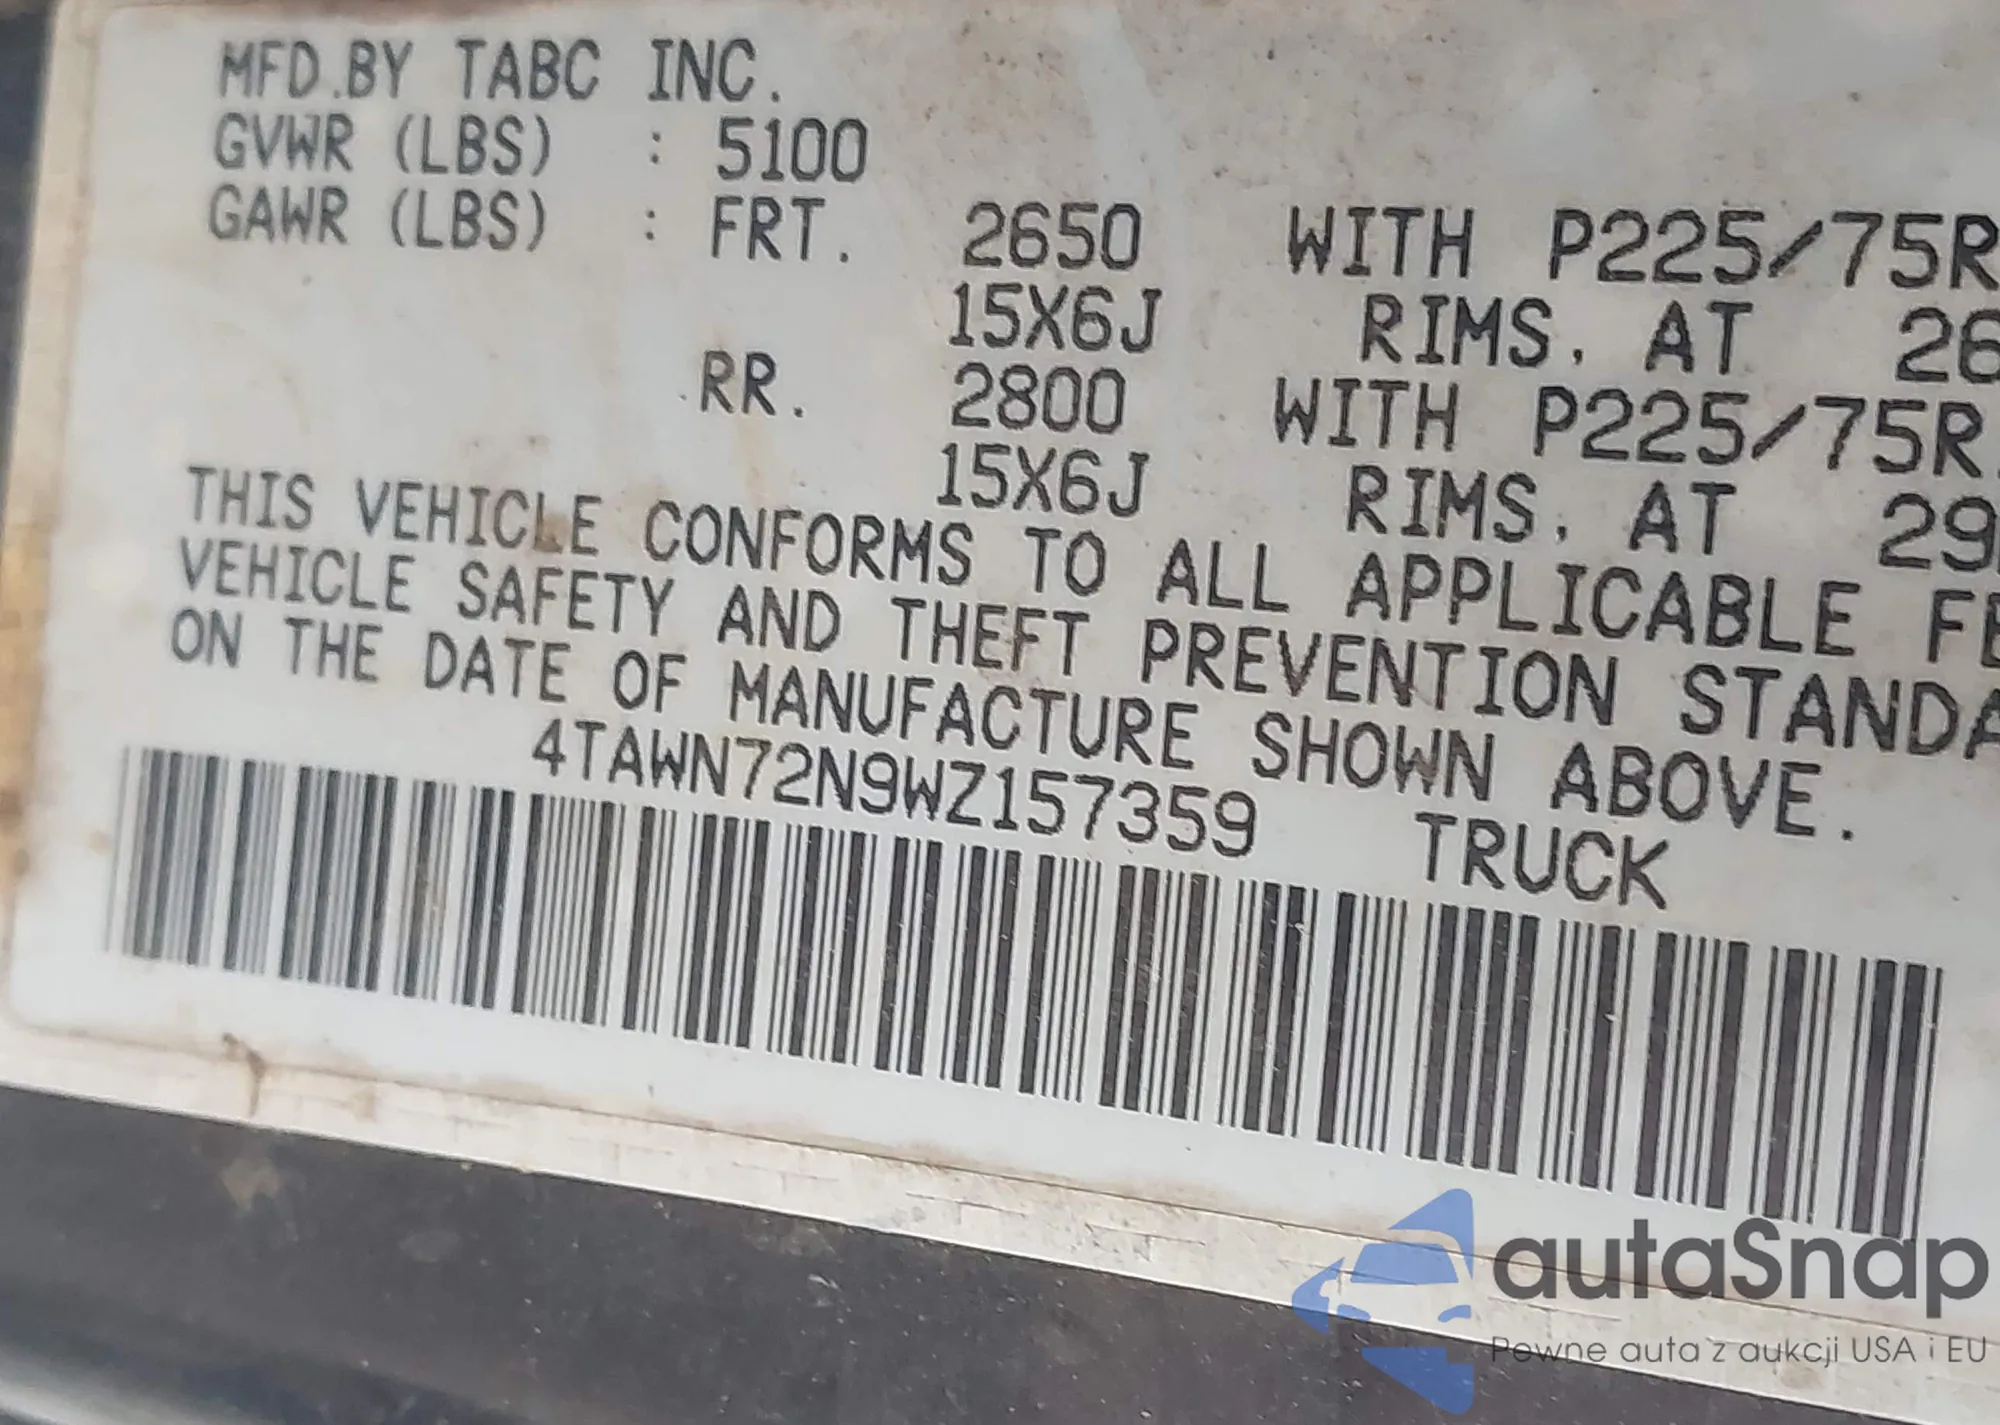 MFD.BY TABC INC.
GVWR (LBS) : 5100
GAWR (LBS) : FRT. 2650 WITH P225/75R
15X6J RIMS, AT 26
RR. 2800 WITH P225/75R
15X6J RIMS, AT 29
THIS VEHICLE CONFORMS TO ALL APPLICABLE FE
VEHICLE SAFETY AND THEFT PREVENTION STANDA
ON THE DATE OF MANUFACTURE SHOWN ABOVE.
4TAWN72N9WZ157359 TRUCK
autaSnap
Pewne auta z aukcji USA i EU